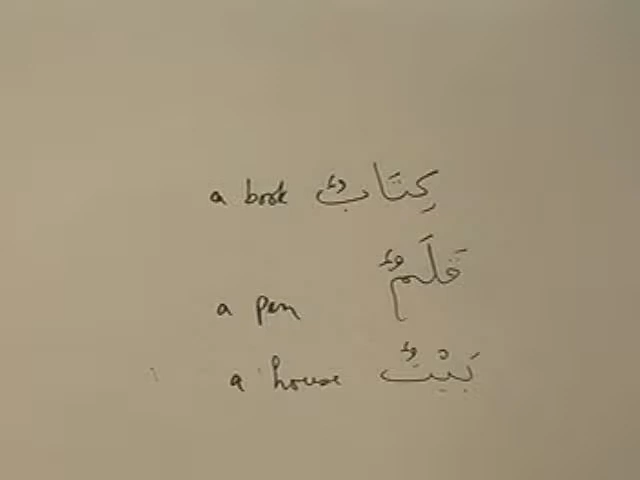 a book كِتَابٌ
a pen قَلَمٌ
a house بَيْتٌ